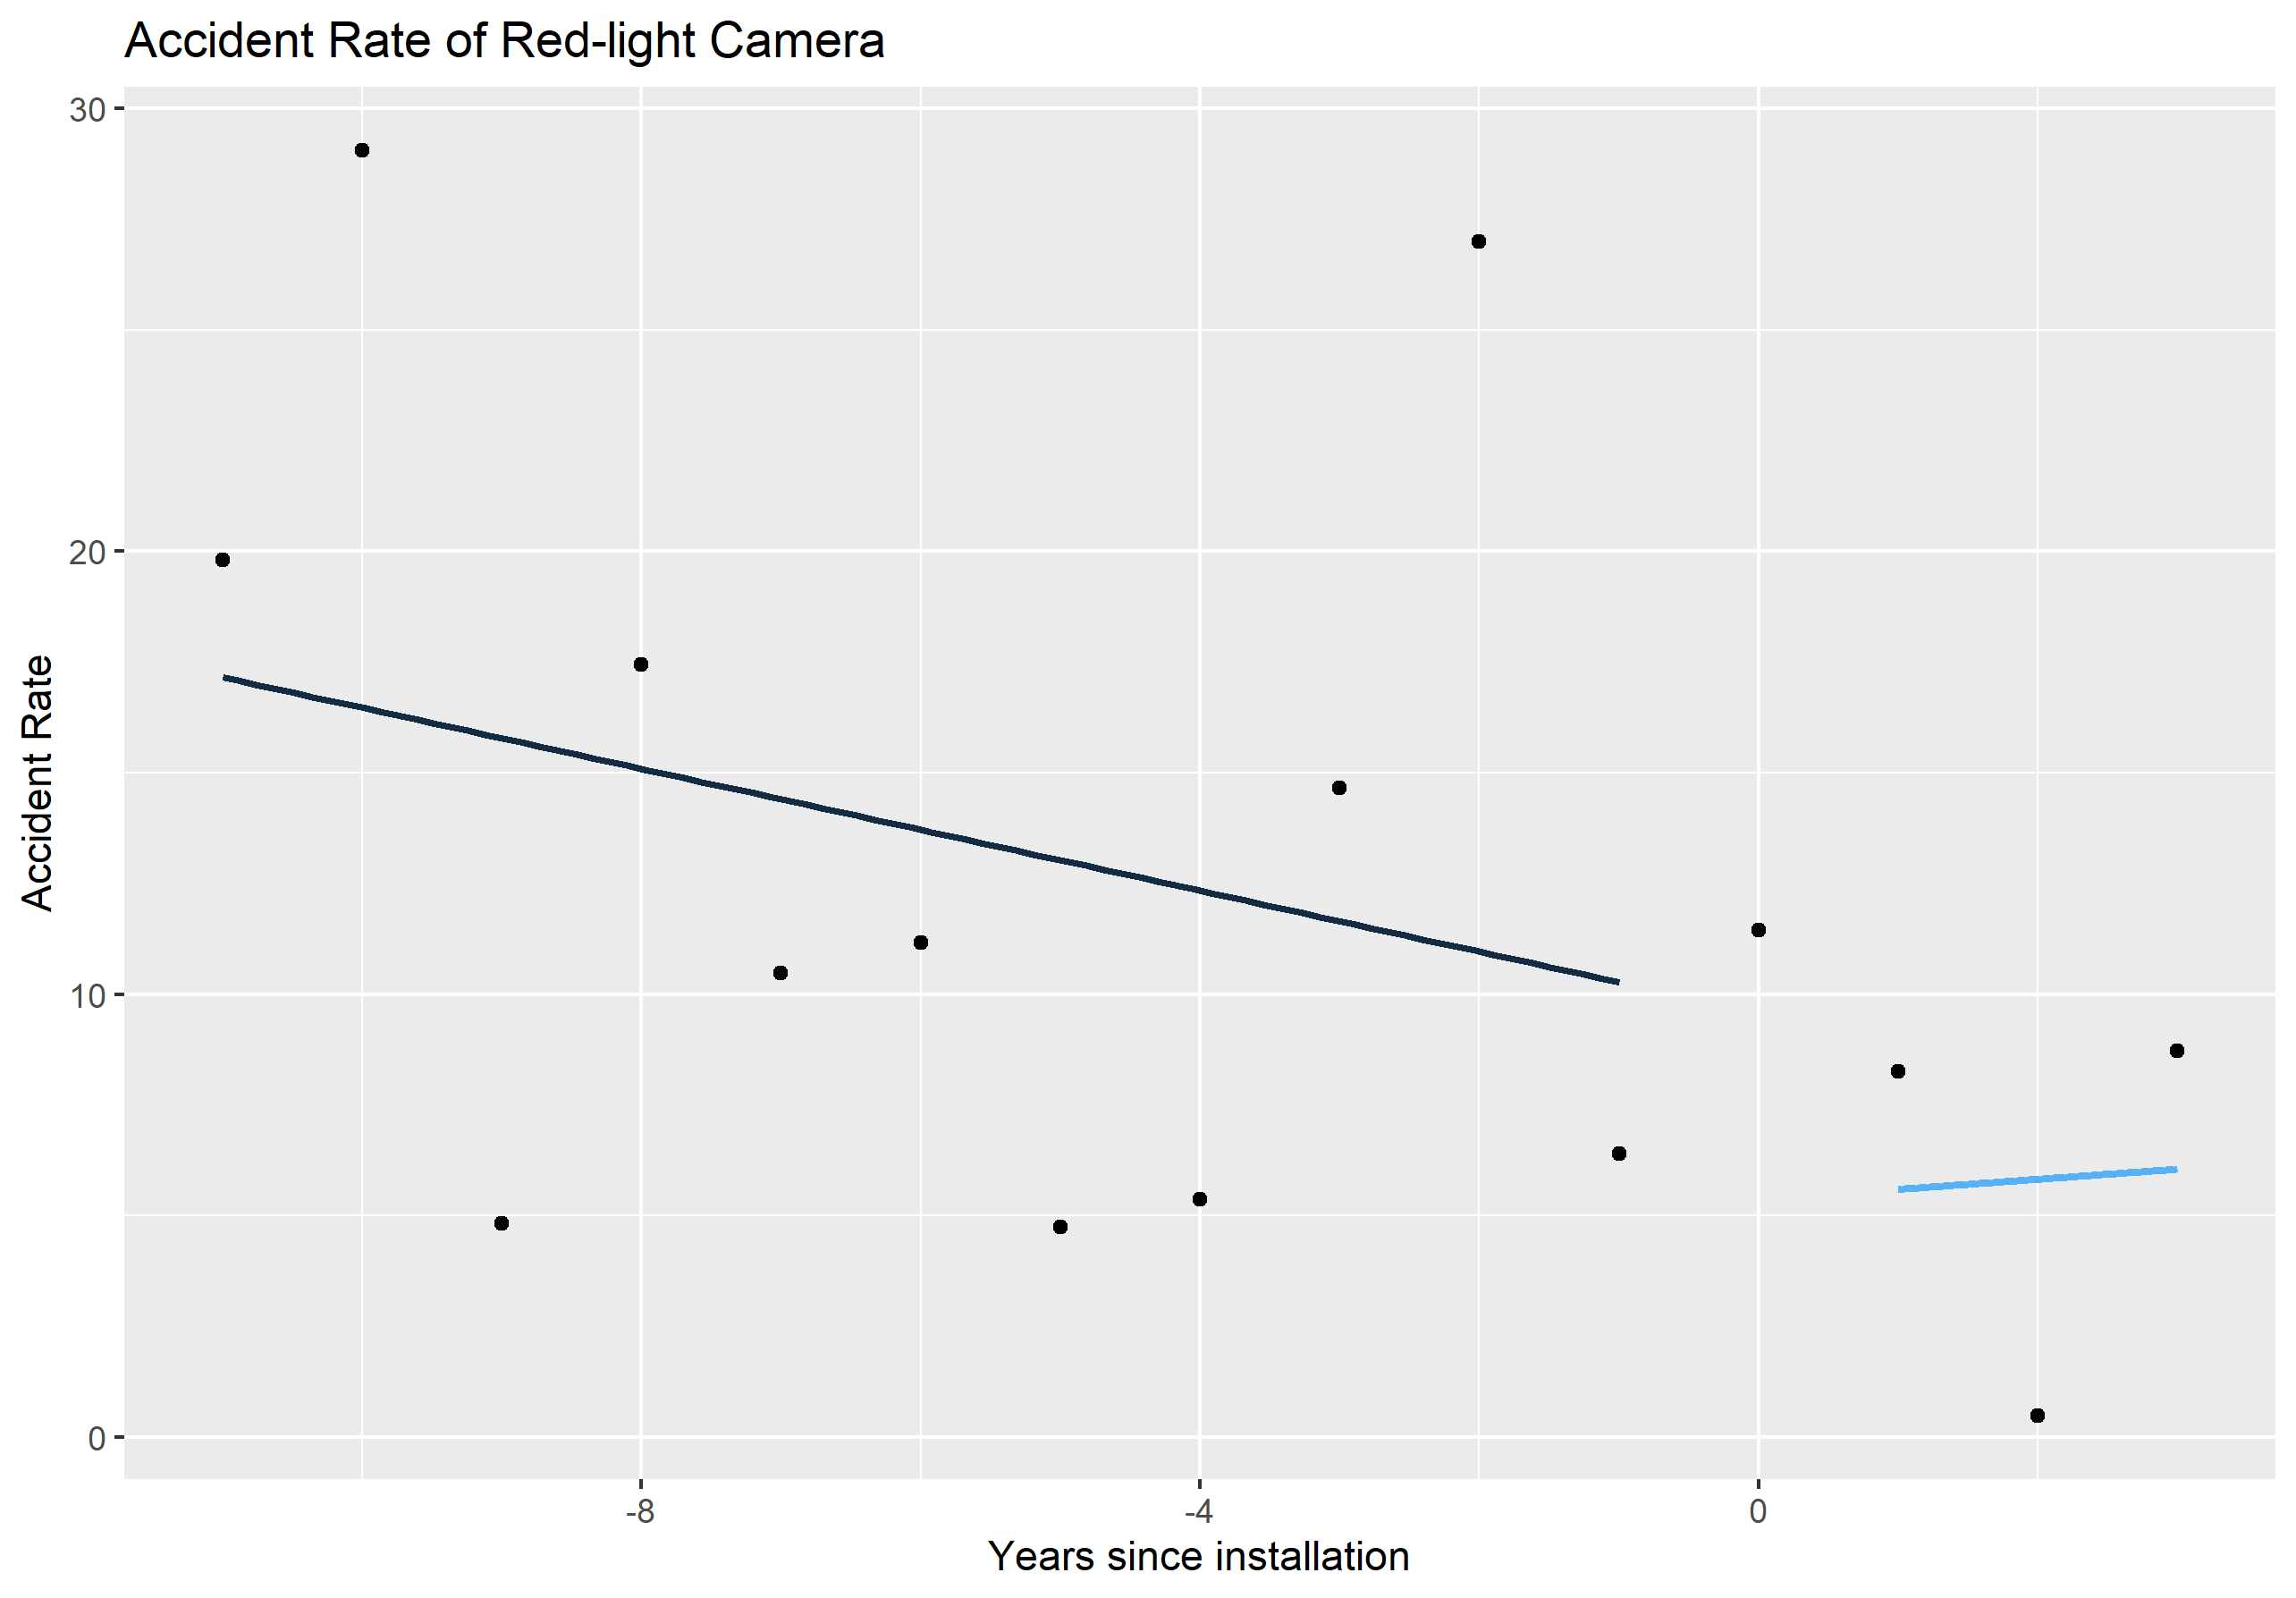 Accident Rate of Red-light Camera
30
20
10
0
Accident Rate
-8
-4
0
Years since installation